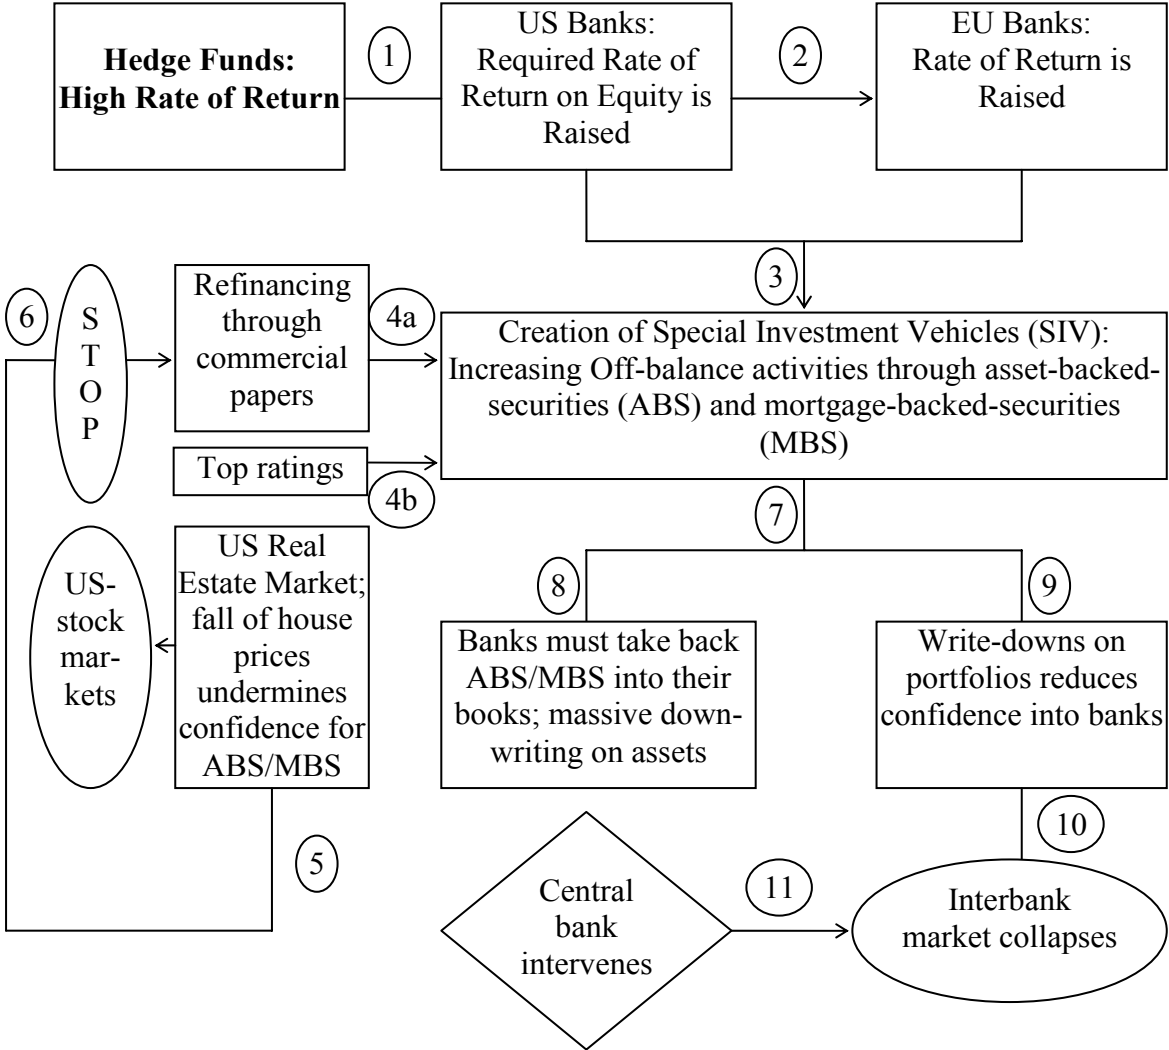 Hedge Funds:
High Rate of Return
1
US Banks:
Required Rate of
Return on Equity is
Raised
2
EU Banks:
Rate of Return is
Raised
3
6
S
T
O
P
Refinancing
through
commercial
papers
4a
Top ratings
4b
Creation of Special Investment Vehicles (SIV):
Increasing Off-balance activities through asset-backed-
securities (ABS) and mortgage-backed-securities
(MBS)
7
US-
stock
mar-
kets
US Real
Estate Market;
fall of house
prices
undermines
confidence for
ABS/MBS
5
8
Banks must take back
ABS/MBS into their
books; massive down-
writing on assets
9
Write-downs on
portfolios reduces
confidence into banks
10
Central
bank
intervenes
11
Interbank
market collapses